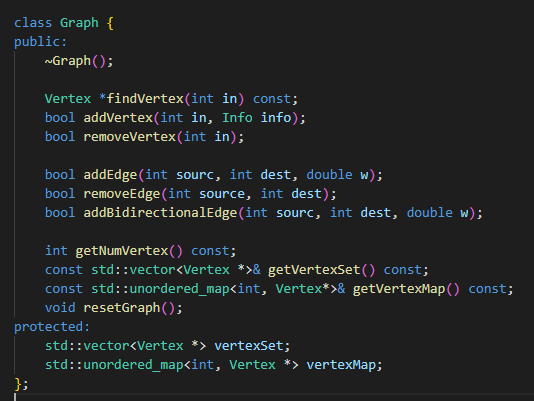 class Graph {
public:
~Graph();
Vertex *findVertex(int in) const;
bool addVertex(int in, Info info);
bool removeVertex(int in);
bool addEdge(int sourc, int dest, double w);
bool removeEdge(int source, int dest);
bool addBidirectionalEdge(int sourc, int dest, double w);
int getNumVertex() const;
const std::vector<Vertex *>& getVertexSet() const;
const std::unordered_map<int, Vertex*>& getVertexMap() const;
void resetGraph();
protected:
std::vector<Vertex *> vertexSet;
std::unordered_map<int, Vertex *> vertexMap;
};